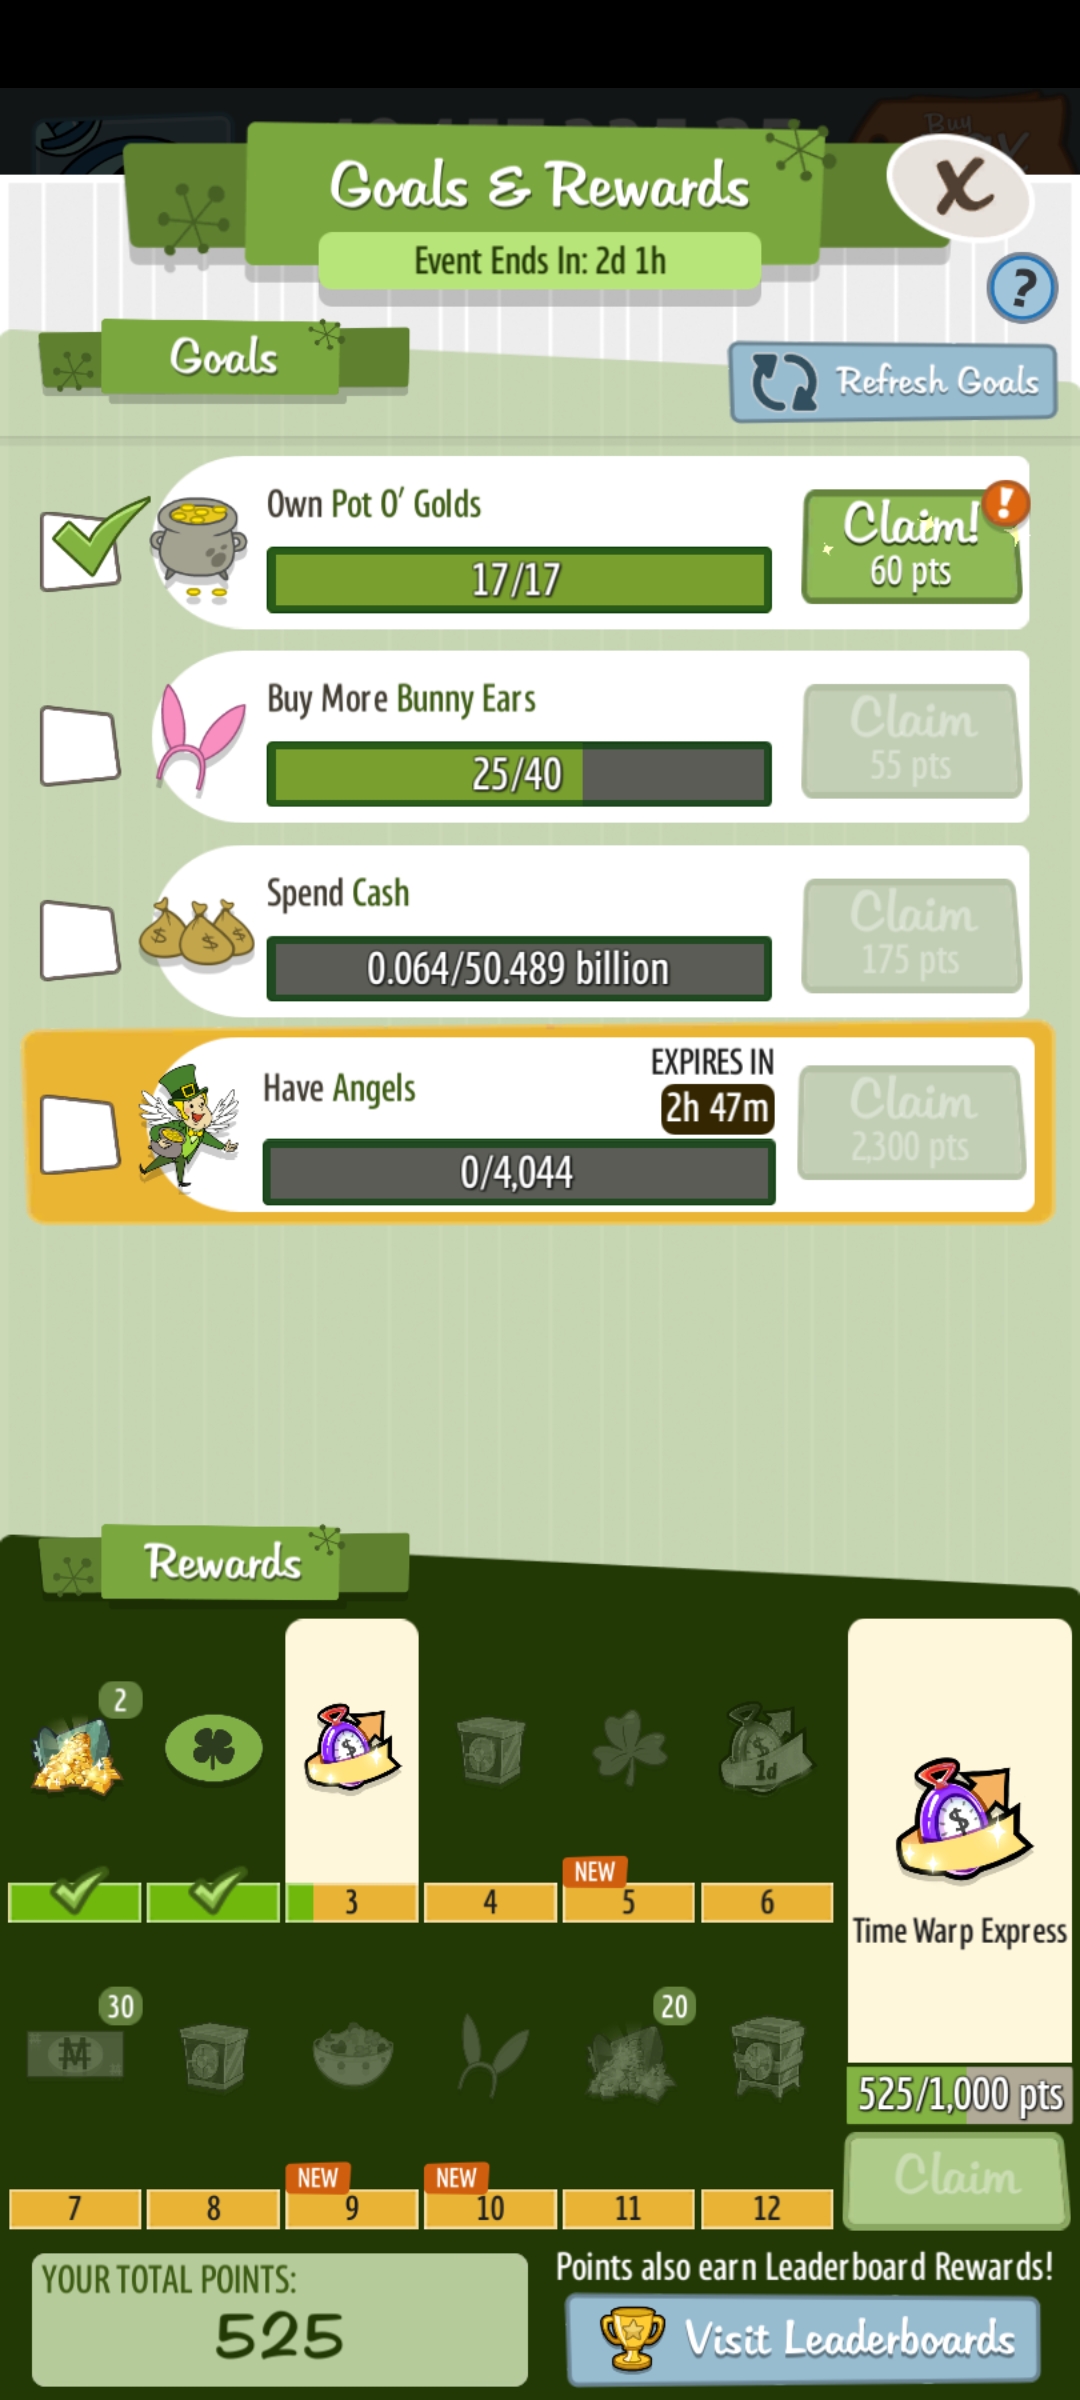 Buy
Goals & Rewards
X
Event Ends In: 2d 1h
?
Goals
Refresh Goals
Own Pot O' Golds
17/17
Claim!
!
60 pts
Buy More Bunny Ears
25/40
Claim
55 pts
Spend Cash
0.064/50.489 billion
Claim
175 pts
Have Angels
EXPIRES IN
2h 47m
0/4,044
Claim
2,300 pts
Rewards
2
1d
NEW
3
4
5
6
Time Warp Express
30
20
525/1,000 pts
NEW
NEW
7
8
9
10
11
12
Claim
YOUR TOTAL POINTS:
525
Points also earn Leaderboard Rewards!
Visit Leaderboards